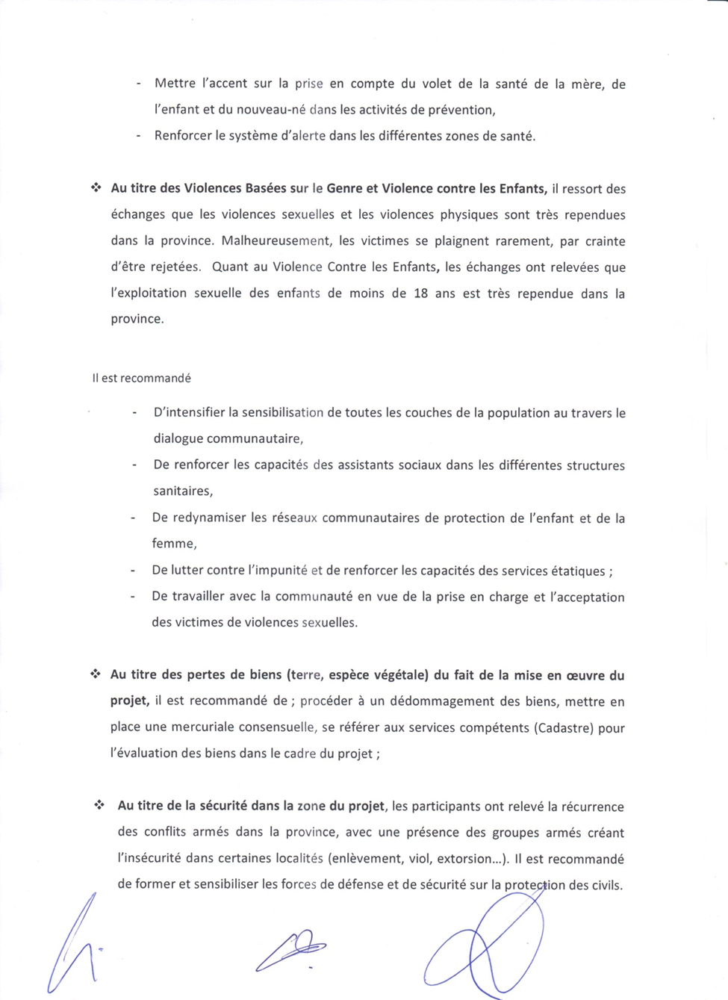 - Mettre l'accent sur la prise en compte du volet de la santé de la mère, de
l'enfant et du nouveau-né dans les activités de prévention,
- Renforcer le système d'alerte dans les différentes zones de santé.
❖ Au titre des Violences Basées sur le Genre et Violence contre les Enfants, il ressort des
échanges que les violences sexuelles et les violences physiques sont très rependues
dans la province. Malheureusement, les victimes se plaignent rarement, par crainte
d'être rejetées. Quant au Violence Contre les Enfants, les échanges ont relevées que
l'exploitation sexuelle des enfants de moins de 18 ans est très rependue dans la
province.
Il est recommandé
- D'intensifier la sensibilisation de toutes les couches de la population au travers le
dialogue communautaire,
- De renforcer les capacités des assistants sociaux dans les différentes structures
sanitaires,
- De redynamiser les réseaux communautaires de protection de l'enfant et de la
femme,
- De lutter contre l'impunité et de renforcer les capacités des services étatiques ;
- De travailler avec la communauté en vue de la prise en charge et l'acceptation
des victimes de violences sexuelles.
❖ Au titre des pertes de biens (terre, espèce végétale) du fait de la mise en œuvre du
projet, il est recommandé de ; procéder à un dédommagement des biens, mettre en
place une mercuriale consensuelle, se référer aux services compétents (Cadastre) pour
l'évaluation des biens dans le cadre du projet ;
❖ Au titre de la sécurité dans la zone du projet, les participants ont relevé la récurrence
des conflits armés dans la province, avec une présence des groupes armés créant
l'insécurité dans certaines localités (enlèvement, viol, extorsion…). Il est recommandé
de former et sensibiliser les forces de défense et de sécurité sur la protection des civils.